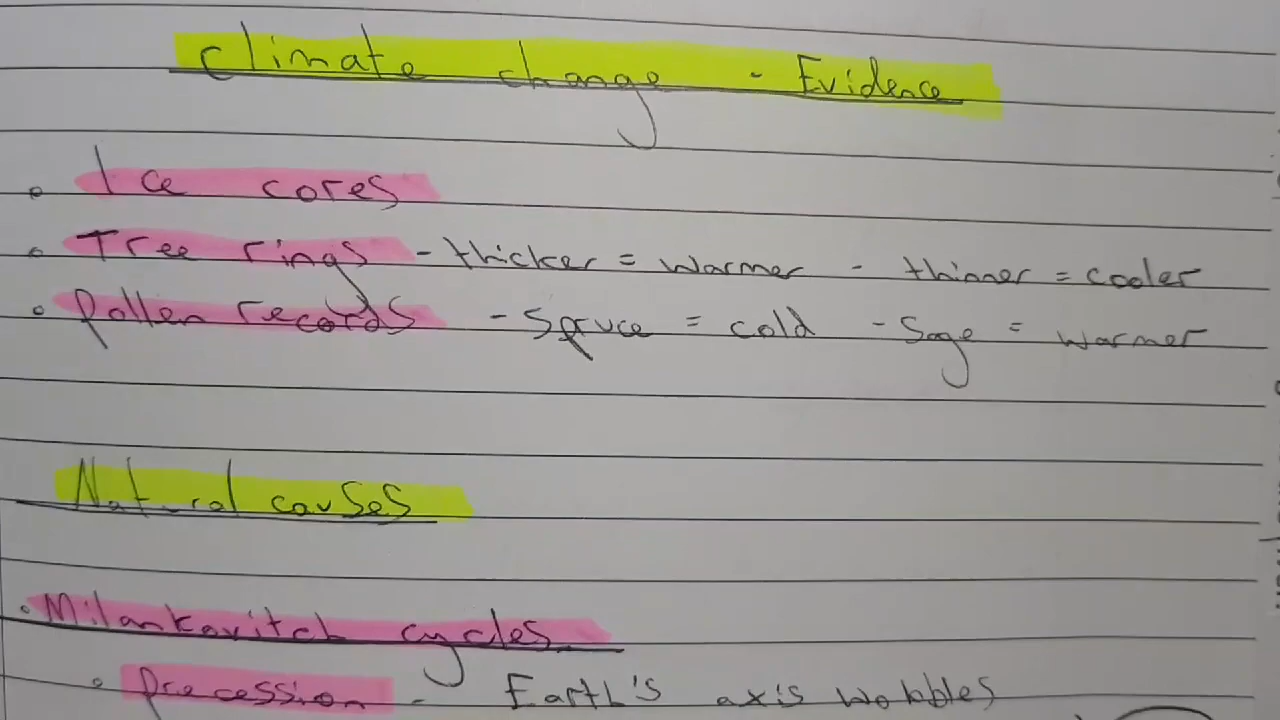 Climate change - Evidence
• Ice cores
• Tree rings - thicker = warmer - thinner = cooler
• Pollen records - Spruce = cold - Sage = warmer
Natural causes
• Milankovitch cycles
• Precession - Earth's axis wobbles